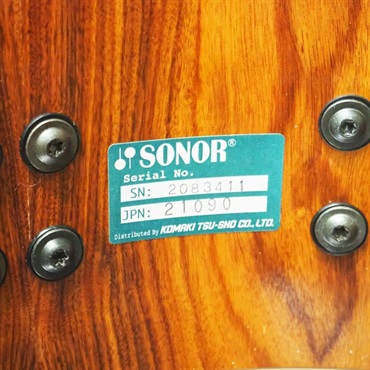 SONOR®
Serial No.
SN: 2083411
JPN: 21090
Distributed By KOMAKI TSU-SHO CO., LTD.